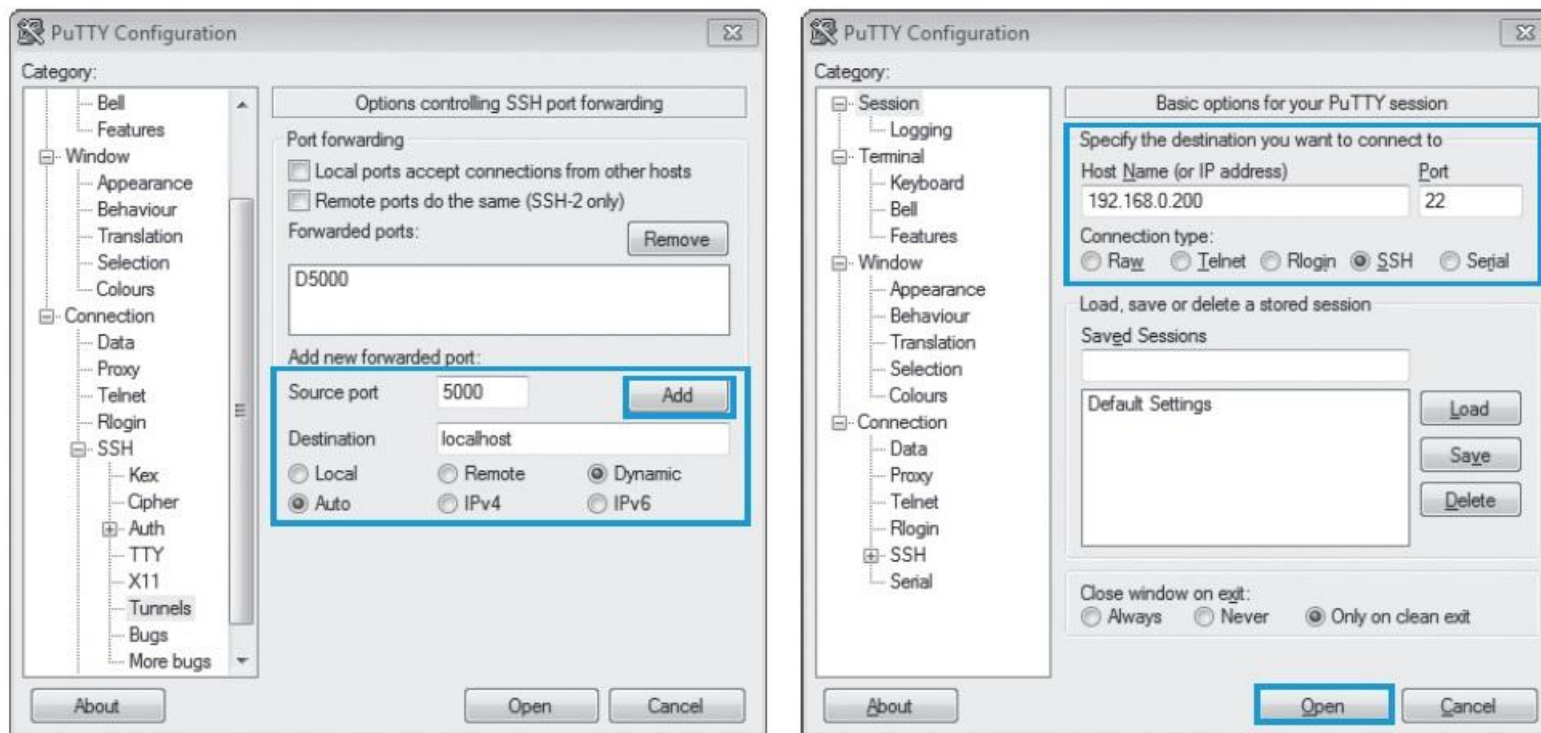 PuTTY Configuration
Category:
Bell
Features
Window
Appearance
Behaviour
Translation
Selection
Colours
Connection
Data
Proxy
Telnet
Rlogin
SSH
Kex
Cipher
Auth
TTY
X11
Tunnels
Bugs
More bugs
Options controlling SSH port forwarding
Port forwarding
Local ports accept connections from other hosts
Remote ports do the same (SSH-2 only)
Forwarded ports:
Remove
D5000
Add new forwarded port:
Source port 5000 Add
Destination localhost
Local Remote Dynamic
Auto IPv4 IPv6
About Open Cancel
PuTTY Configuration
Category:
Session
Logging
Terminal
Keyboard
Bell
Features
Window
Appearance
Behaviour
Translation
Selection
Colours
Connection
Data
Proxy
Telnet
Rlogin
SSH
Serial
Basic options for your PuTTY session
Specify the destination you want to connect to
Host Name (or IP address) Port
192.168.0.200 22
Connection type:
Raw Telnet Rlogin SSH Serial
Load, save or delete a stored session
Saved Sessions
Default Settings
Load
Save
Delete
Close window on exit:
Always Never Only on clean exit
About Open Cancel